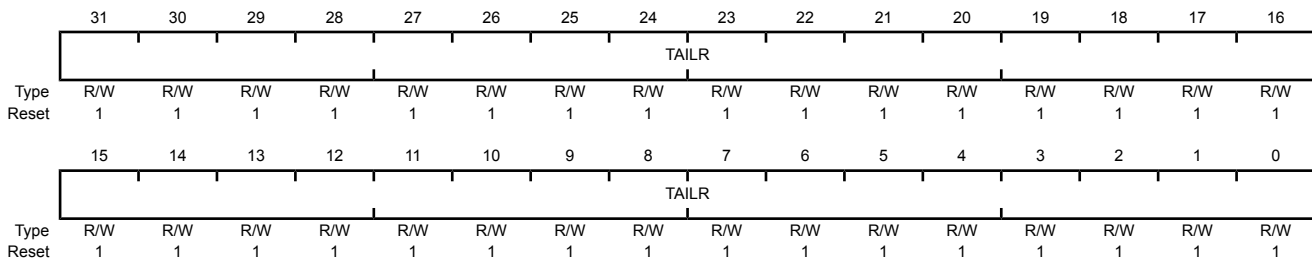 31 30 29 28 27 26 25 24 23 22 21 20 19 18 17 16
TAILR
Type R/W R/W R/W R/W R/W R/W R/W R/W R/W R/W R/W R/W R/W R/W R/W R/W
Reset 1 1 1 1 1 1 1 1 1 1 1 1 1 1 1 1
15 14 13 12 11 10 9 8 7 6 5 4 3 2 1 0
TAILR
Type R/W R/W R/W R/W R/W R/W R/W R/W R/W R/W R/W R/W R/W R/W R/W R/W
Reset 1 1 1 1 1 1 1 1 1 1 1 1 1 1 1 1